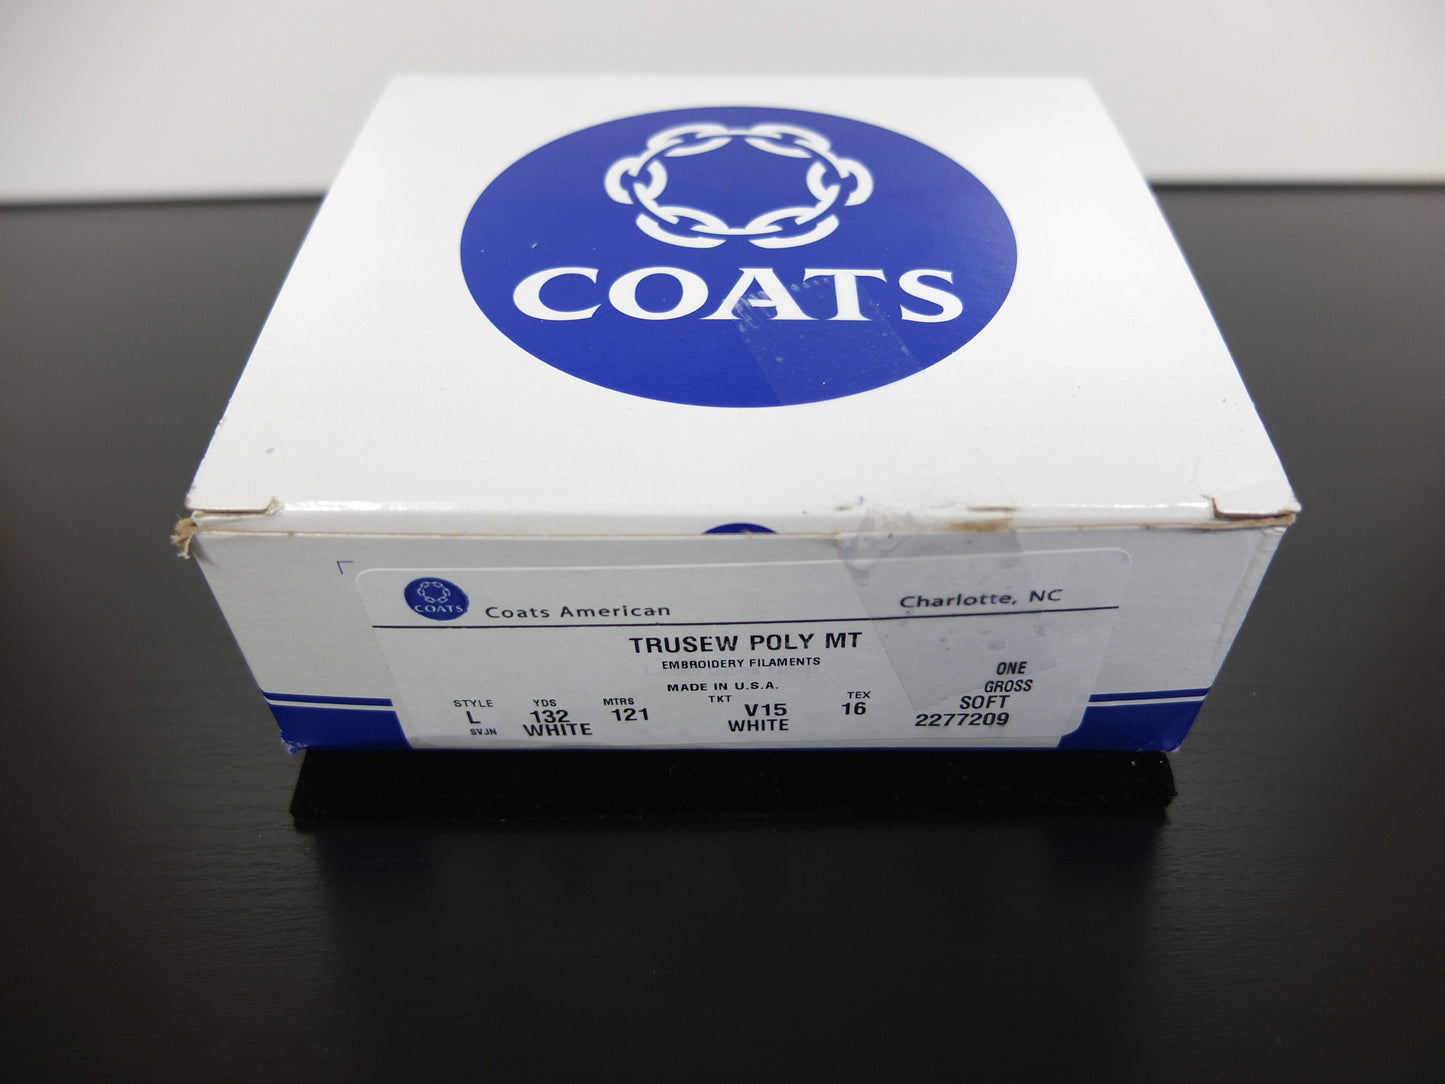 COATS
COATS
Coats American
Charlotte, NC
TRUSEW POLY MT
EMBROIDERY FILAMENTS
MADE IN U.S.A.
ONE
GROSS
STYLE YDS MTRS TKT TEX SOFT
L 132 121 V15 16 2277209
SVJN WHITE WHITE